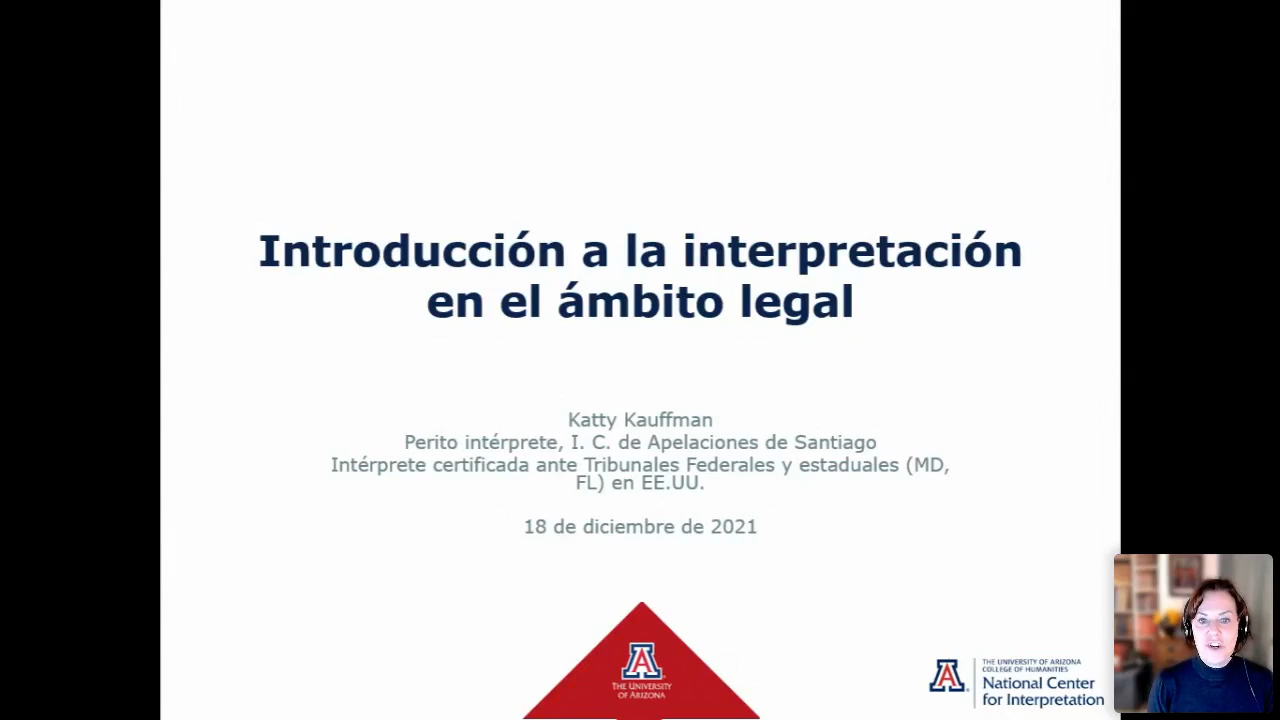 Introducción a la interpretación
en el ámbito legal
Katty Kauffman
Perito intérprete, I. C. de Apelaciones de Santiago
Intérprete certificada ante Tribunales Federales y estaduales (MD,
FL) en EE.UU.
18 de diciembre de 2021
A
THE UNIVERSITY
OF ARIZONA
A
THE UNIVERSITY OF ARIZONA
COLLEGE OF HUMANITIES
National Center
for Interpretation